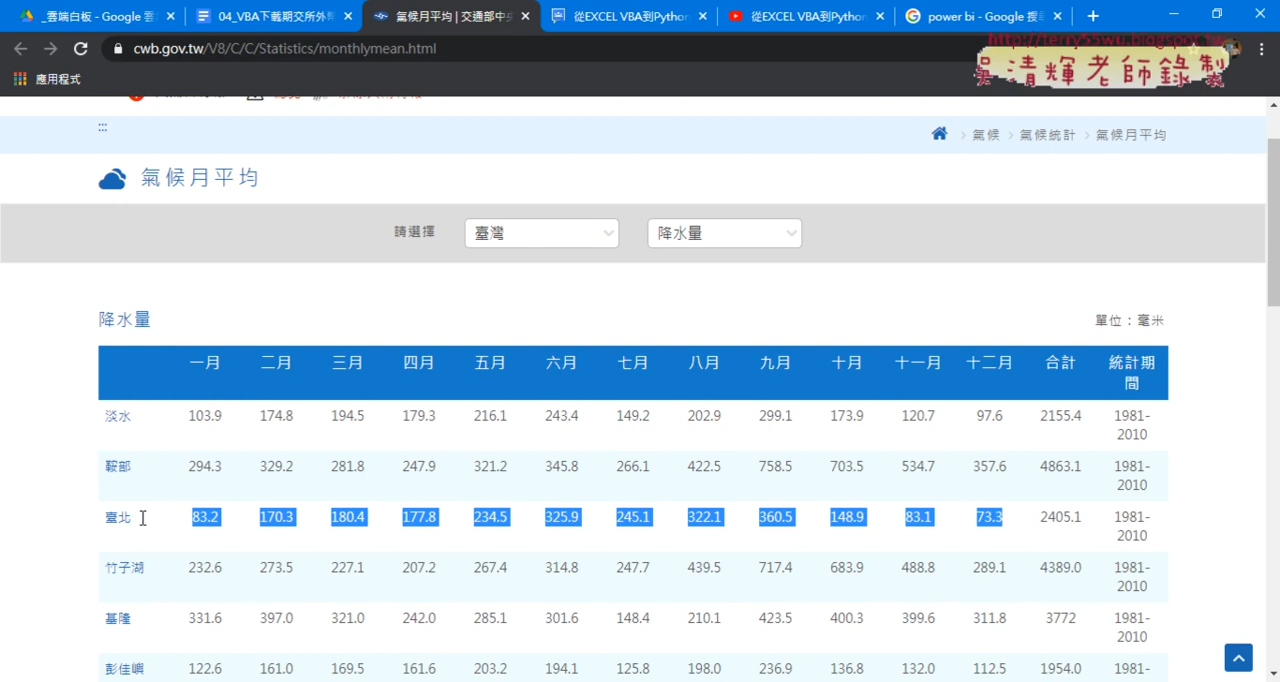 _雲端白板 - Google 雲
04_VBA下載期交所外幣
氣候月平均 | 交通部中央
從EXCEL VBA到Python
從EXCEL VBA到Python
power bi - Google 搜尋
cwb.gov.tw/V8/C/C/Statistics/monthlymean.html
http://terry55wu.blogspot.tw
應用程式
吳清輝老師錄製
氣候 > 氣候統計 > 氣候月平均
氣候月平均
請選擇 臺灣 降水量
降水量 單位：毫米
一月 二月 三月 四月 五月 六月 七月 八月 九月 十月 十一月 十二月 合計 統計期間
淡水 103.9 174.8 194.5 179.3 216.1 243.4 149.2 202.9 299.1 173.9 120.7 97.6 2155.4 1981-2010
鞍部 294.3 329.2 281.8 247.9 321.2 345.8 266.1 422.5 758.5 703.5 534.7 357.6 4863.1 1981-2010
臺北 83.2 170.3 180.4 177.8 234.5 325.9 245.1 322.1 360.5 148.9 83.1 73.3 2405.1 1981-2010
竹子湖 232.6 273.5 227.1 207.2 267.4 314.8 247.7 439.5 717.4 683.9 488.8 289.1 4389.0 1981-2010
基隆 331.6 397.0 321.0 242.0 285.1 301.6 148.4 210.1 423.5 400.3 399.6 311.8 3772 1981-2010
彭佳嶼 122.6 161.0 169.5 161.6 203.2 194.1 125.8 198.0 236.9 136.8 132.0 112.5 1954.0 1981-